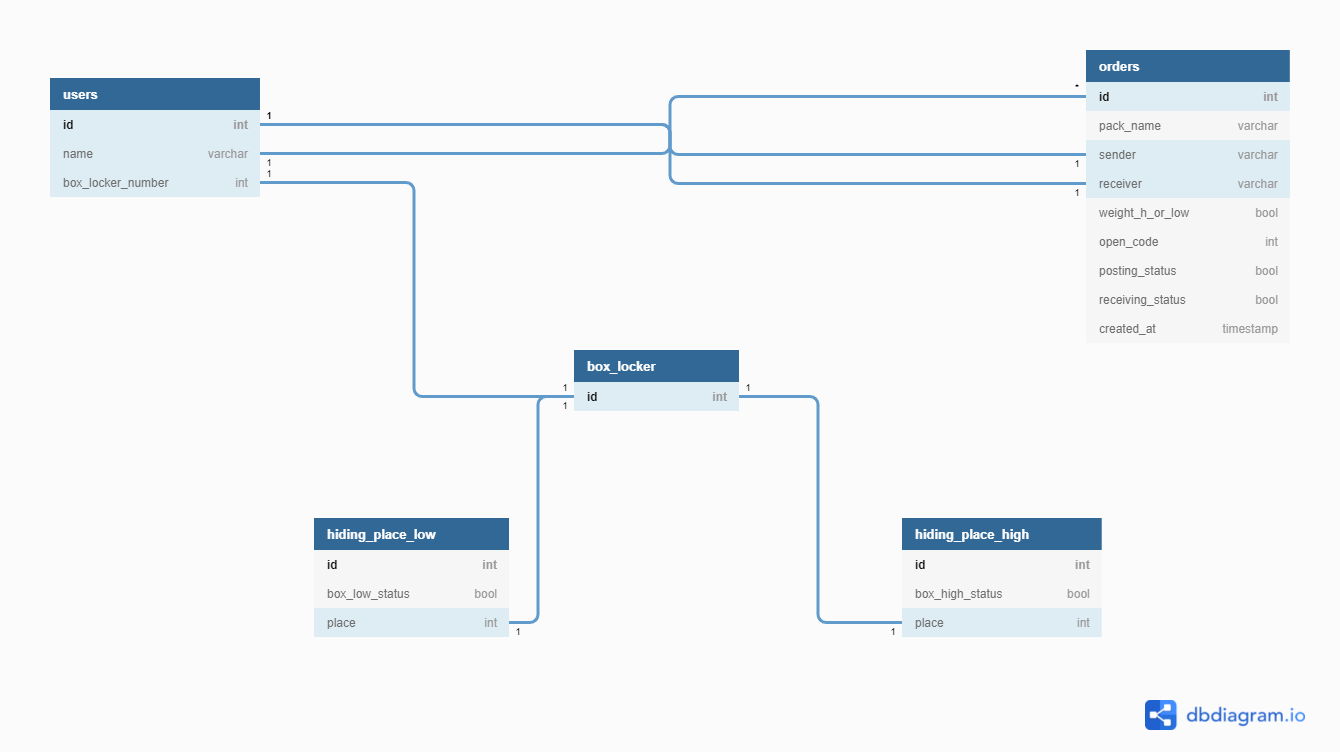 users
id int
name varchar
box_locker_number int
1
1
1
orders
id int
pack_name varchar
sender varchar
receiver varchar
weight_h_or_low bool
open_code int
posting_status bool
receiving_status bool
created_at timestamp
*
1
1
box_locker
id int
1
1
1
hiding_place_low
id int
box_low_status bool
place int
1
hiding_place_high
id int
box_high_status bool
place int
1
dbdiagram.io